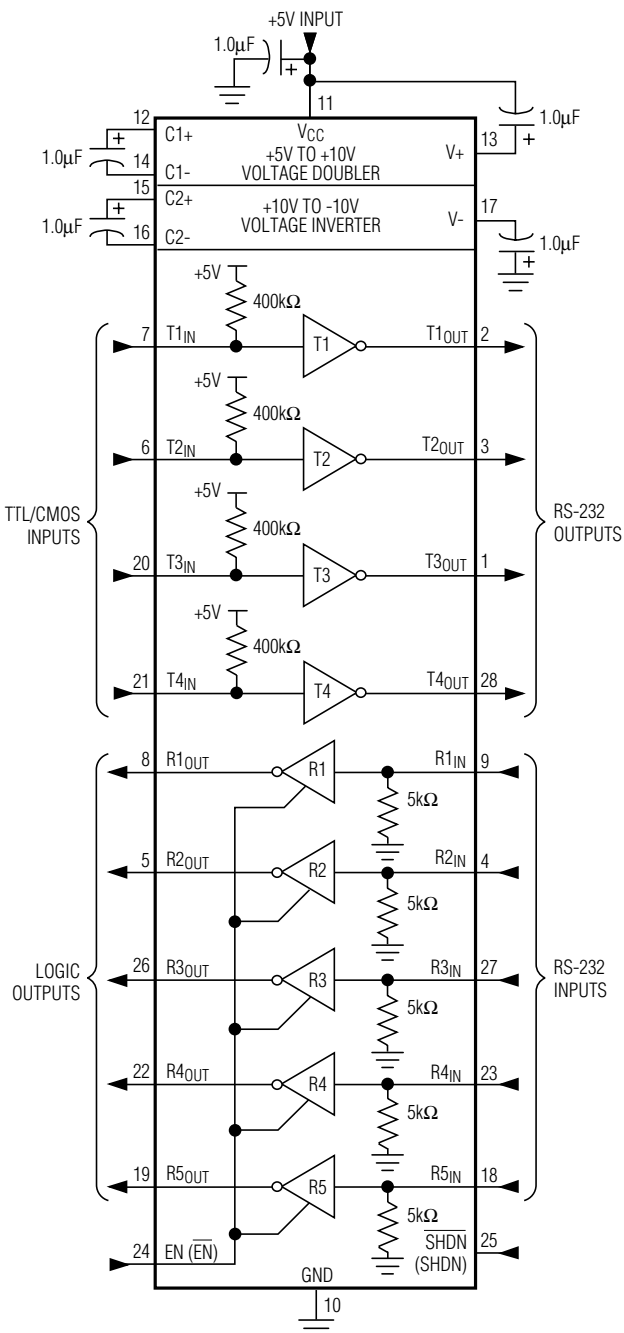 +5V INPUT
1.0µF
+
11
1.0µF
+
12
C1+
VCC
13
V+
+
1.0µF
14
C1-
+5V TO +10V
VOLTAGE DOUBLER
15
C2+
+10V TO -10V
VOLTAGE INVERTER
17
V-
+
1.0µF
16
C2-
1.0µF
+
+5V
400kΩ
7
T1IN
T1
T1OUT
2
+5V
400kΩ
6
T2IN
T2
T2OUT
3
TTL/CMOS
INPUTS
RS-232
OUTPUTS
+5V
400kΩ
20
T3IN
T3
T3OUT
1
+5V
400kΩ
21
T4IN
T4
T4OUT
28
8
R1OUT
R1
R1IN
9
5kΩ
5
R2OUT
R2
R2IN
4
5kΩ
LOGIC
OUTPUTS
RS-232
INPUTS
26
R3OUT
R3
R3IN
27
5kΩ
22
R4OUT
R4
R4IN
23
5kΩ
19
R5OUT
R5
R5IN
18
5kΩ
24
EN (E̅N̅)
S̅H̅D̅N̅
(SHDN)
25
GND
10